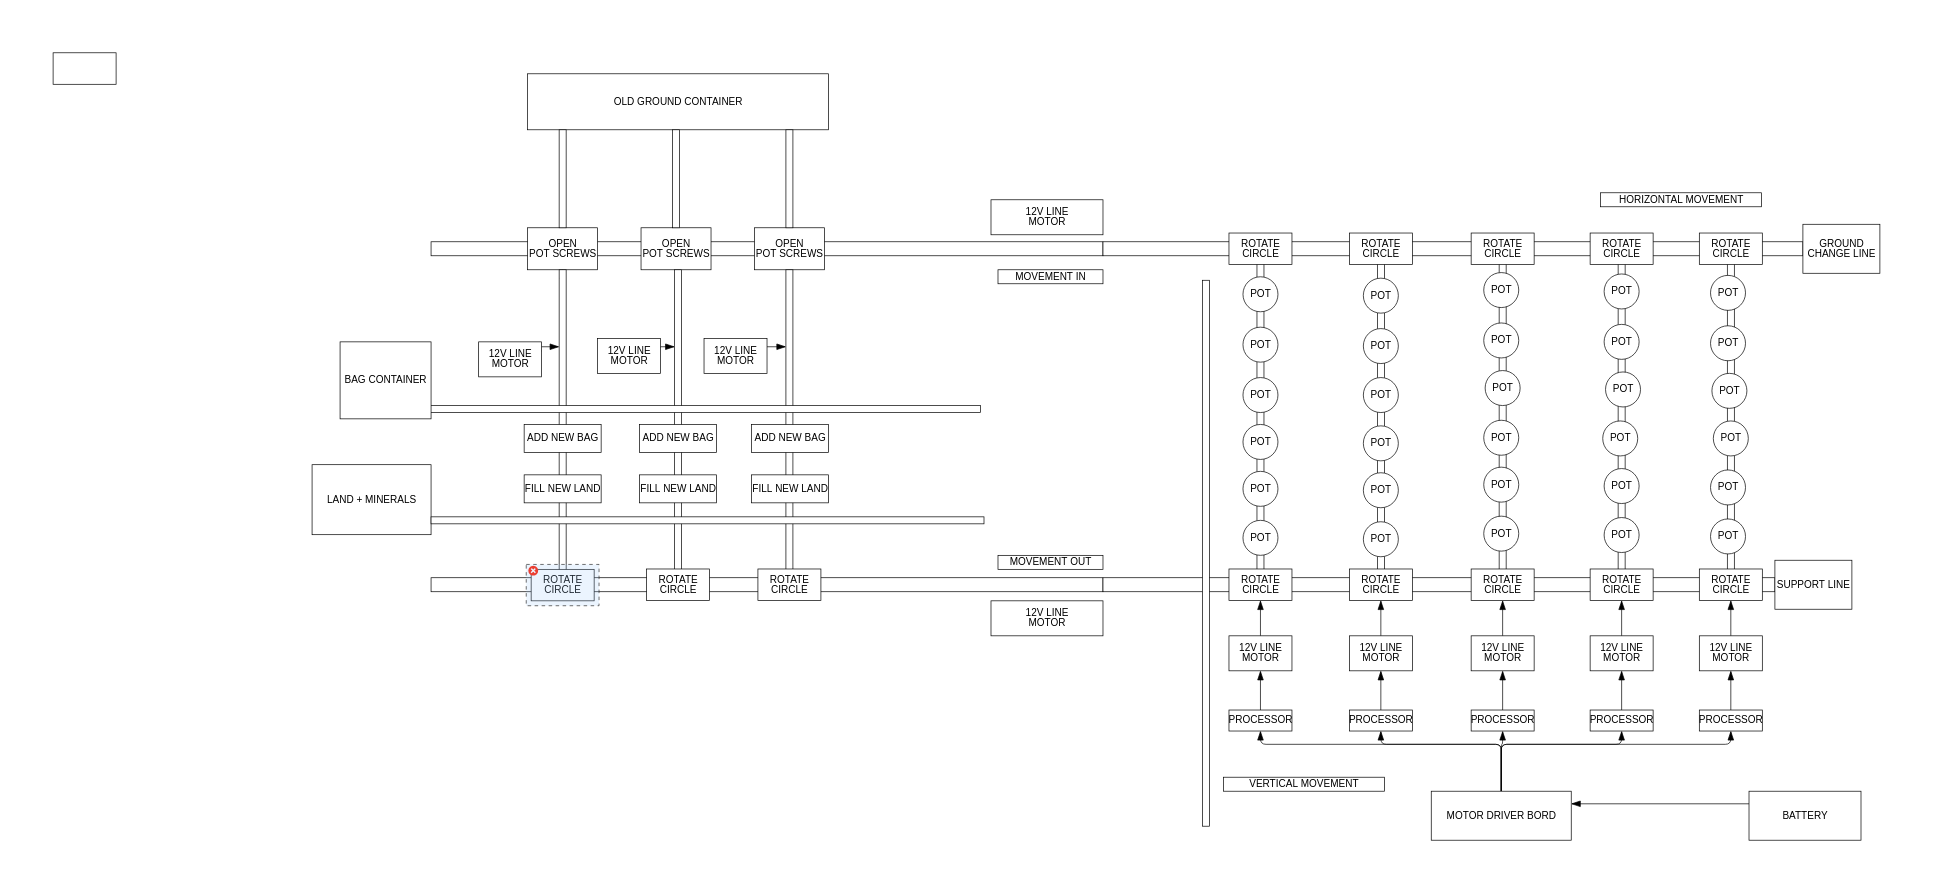 OLD GROUND CONTAINER
HORIZONTAL MOVEMENT
12V LINE
MOTOR
OPEN
POT SCREWS
OPEN
POT SCREWS
OPEN
POT SCREWS
ROTATE
CIRCLE
ROTATE
CIRCLE
ROTATE
CIRCLE
ROTATE
CIRCLE
ROTATE
CIRCLE
GROUND
CHANGE LINE
MOVEMENT IN
POT
POT
POT
POT
POT
12V LINE
MOTOR
12V LINE
MOTOR
12V LINE
MOTOR
POT
POT
POT
POT
POT
BAG CONTAINER
POT
POT
POT
POT
POT
ADD NEW BAG
ADD NEW BAG
ADD NEW BAG
POT
POT
POT
POT
POT
FILL NEW LAND
FILL NEW LAND
FILL NEW LAND
POT
POT
POT
POT
POT
LAND + MINERALS
POT
POT
POT
POT
POT
MOVEMENT OUT
ROTATE
CIRCLE
ROTATE
CIRCLE
ROTATE
CIRCLE
ROTATE
CIRCLE
ROTATE
CIRCLE
ROTATE
CIRCLE
ROTATE
CIRCLE
ROTATE
CIRCLE
SUPPORT LINE
12V LINE
MOTOR
12V LINE
MOTOR
12V LINE
MOTOR
12V LINE
MOTOR
12V LINE
MOTOR
12V LINE
MOTOR
PROCESSOR
PROCESSOR
PROCESSOR
PROCESSOR
PROCESSOR
VERTICAL MOVEMENT
MOTOR DRIVER BORD
BATTERY